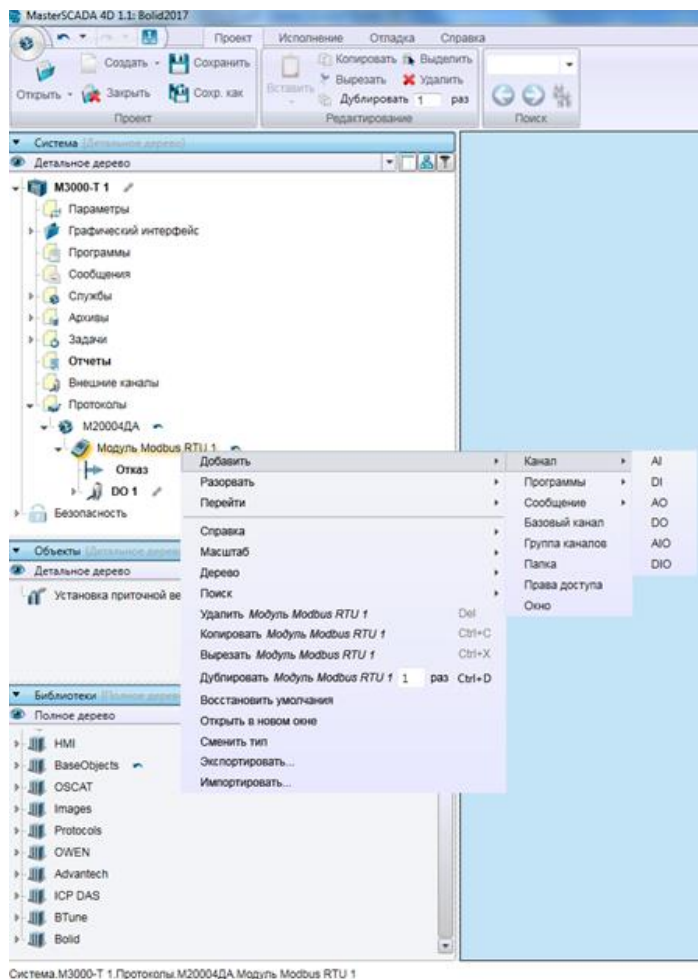 MasterSCADA 4D 1.1: Bolid2017
Проект Исполнение Отладка Справка
Открыть Создать Закрыть Сохранить Сохр. как
Проект
Вставить Копировать Вырезать Дублировать 1 раз Выделить Удалить
Редактирование
Поиск
Система [Детальное дерево]
Детальное дерево
M3000-T 1
Параметры
Графический интерфейс
Программы
Сообщения
Службы
Архивы
Задачи
Отчеты
Внешние каналы
Протоколы
M20004ДА
Модуль Modbus RTU 1
Отказ
DO 1
Безопасность
Объекты
Детальное дерево
Установка приточной ве
Библиотеки
Полное дерево
HMI
BaseObjects
OSCAT
Images
Protocols
OWEN
Advantech
ICP DAS
BTune
Bolid
Добавить
Разорвать
Перейти
Справка
Масштаб
Дерево
Поиск
Удалить Модуль Modbus RTU 1 Del
Копировать Модуль Modbus RTU 1 Ctrl+C
Вырезать Модуль Modbus RTU 1 Ctrl+X
Дублировать Модуль Modbus RTU 1 1 раз Ctrl+D
Восстановить умолчания
Открыть в новом окне
Сменить тип
Экспортировать...
Импортировать...
Канал
Программы
Сообщение
Базовый канал
Группа каналов
Папка
Права доступа
Окно
AI
DI
AO
DO
AIO
DIO
Система.M3000-T 1.Протоколы.M20004ДА.Модуль Modbus RTU 1